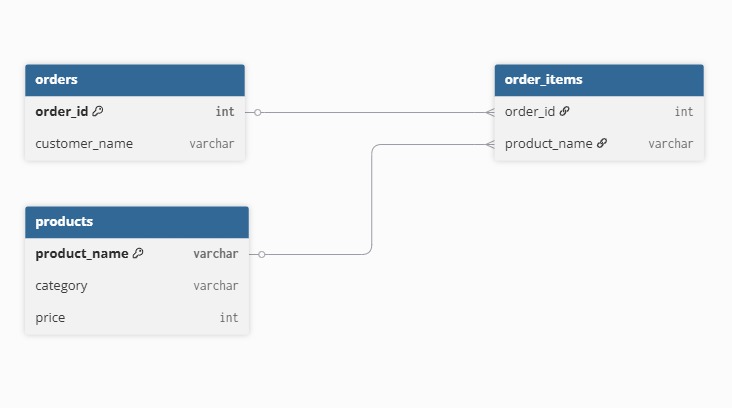 orders
order_id int
customer_name varchar
order_items
order_id int
product_name varchar
products
product_name varchar
category varchar
price int